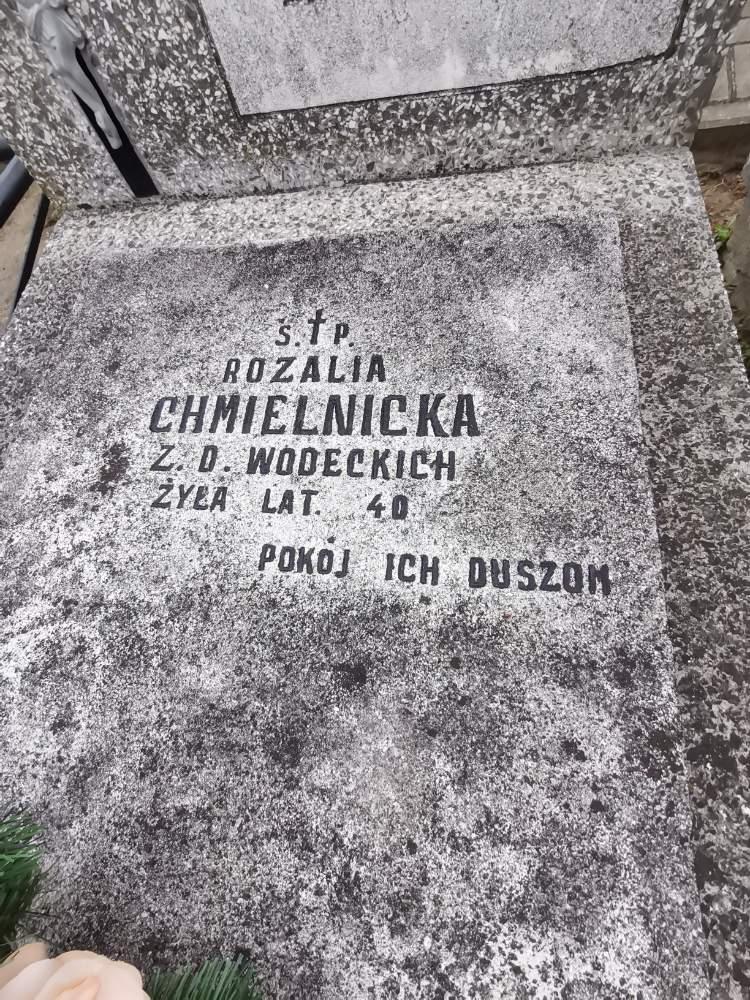 Ś.†P.
ROZALIA
CHMIELNICKA
Z.D. WODECKICH
ŻYŁA LAT. 40
POKÓJ ICH DUSZOM